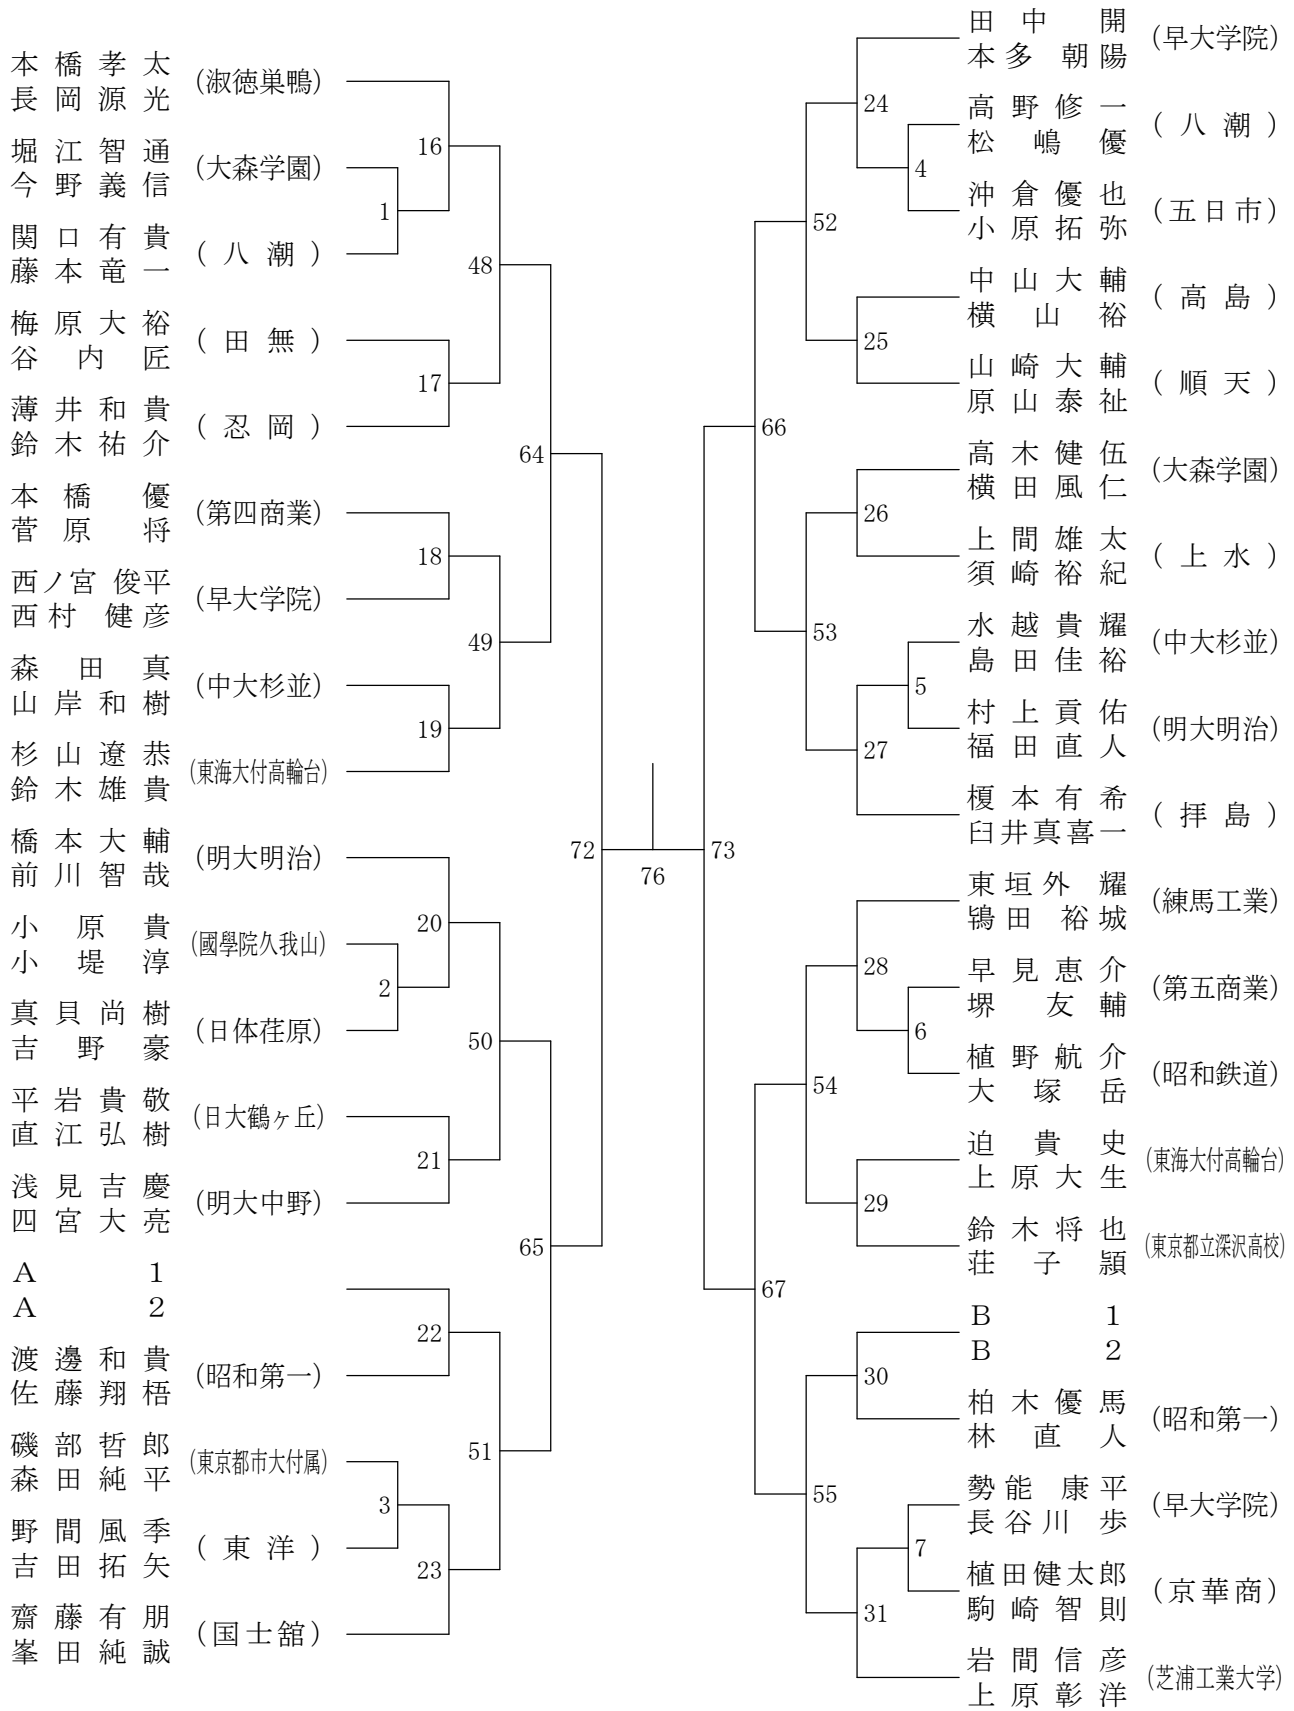 本橋孝太
長岡源光
(淑徳巣鴨)
堀江智通
今野義信
(大森学園)
関口有貴
藤本竜一
(八潮)
梅原大裕
谷内匠
(田無)
薄井和貴
鈴木祐介
(忍岡)
本橋優
菅原将
(第四商業)
西ノ宮 俊平
西村 健彦
(早大学院)
森田真
山岸和樹
(中大杉並)
杉山遼恭
鈴木雄貴
(東海大付高輪台)
橋本大輔
前川智哉
(明大明治)
小原貴
小堤淳
(國學院久我山)
真貝尚樹
吉野豪
(日体荏原)
平岩貴敬
直江弘樹
(日大鶴ヶ丘)
浅見吉慶
四宮大亮
(明大中野)
A 1
A 2
渡邊和貴
佐藤翔梧
(昭和第一)
磯部哲郎
森田純平
(東京都市大付属)
野間風季
吉田拓矢
(東洋)
齋藤有朋
峯田純誠
(国士舘)
1
2
3
16
17
18
19
20
21
22
23
48
49
50
51
64
65
72
76
73
66
67
52
53
54
55
24
25
26
27
28
29
30
31
4
5
6
7
田中開
本多朝陽
(早大学院)
高野修一
松嶋優
(八潮)
沖倉優也
小原拓弥
(五日市)
中山大輔
横山裕
(高島)
山崎大輔
原山泰祉
(順天)
高木健伍
横田風仁
(大森学園)
上間雄太
須崎裕紀
(上水)
水越貴耀
島田佳裕
(中大杉並)
村上貢佑
福田直人
(明大明治)
榎本有希
臼井真喜一
(拝島)
東垣外 耀
鴇田 裕城
(練馬工業)
早見恵介
堺友輔
(第五商業)
植野航介
大塚岳
(昭和鉄道)
迫貴史
上原大生
(東海大付高輪台)
鈴木将也
荘子頴
(東京都立深沢高校)
B 1
B 2
柏木優馬
林直人
(昭和第一)
勢能 康平
長谷川 歩
(早大学院)
植田健太郎
駒崎智則
(京華商)
岩間信彦
上原彰洋
(芝浦工業大学)